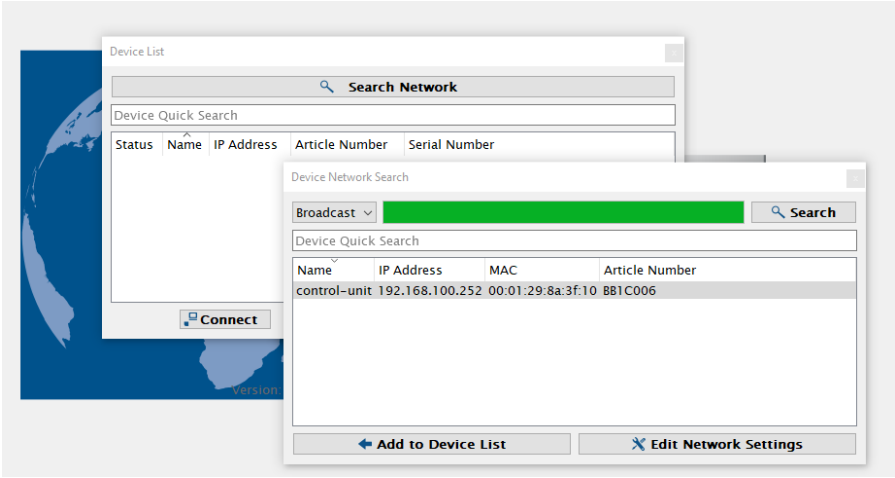 Device List
Search Network
Device Quick Search
Status Name IP Address Article Number Serial Number
Connect
Version
Device Network Search
Broadcast Search
Device Quick Search
Name IP Address MAC Article Number
control-unit 192.168.100.252 00:01:29:8a:3f:10 BB1C006
Add to Device List Edit Network Settings